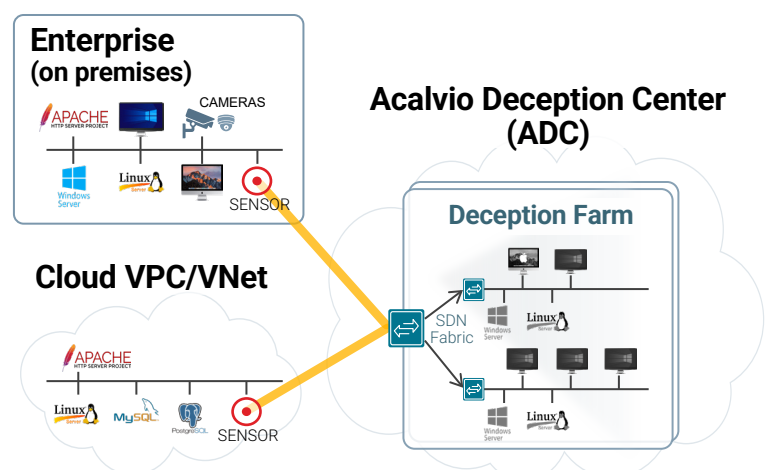 Enterprise
(on premises)
CAMERAS
APACHE
HTTP SERVER PROJECT
Windows
Server
Linux
Server
SENSOR
Cloud VPC/VNet
APACHE
HTTP SERVER PROJECT
Linux
Server
MySQL
PostgreSQL
SENSOR
Acalvio Deception Center
(ADC)
Deception Farm
SDN
Fabric
Windows
Server
Linux
Server
Windows
Server
Linux
Server